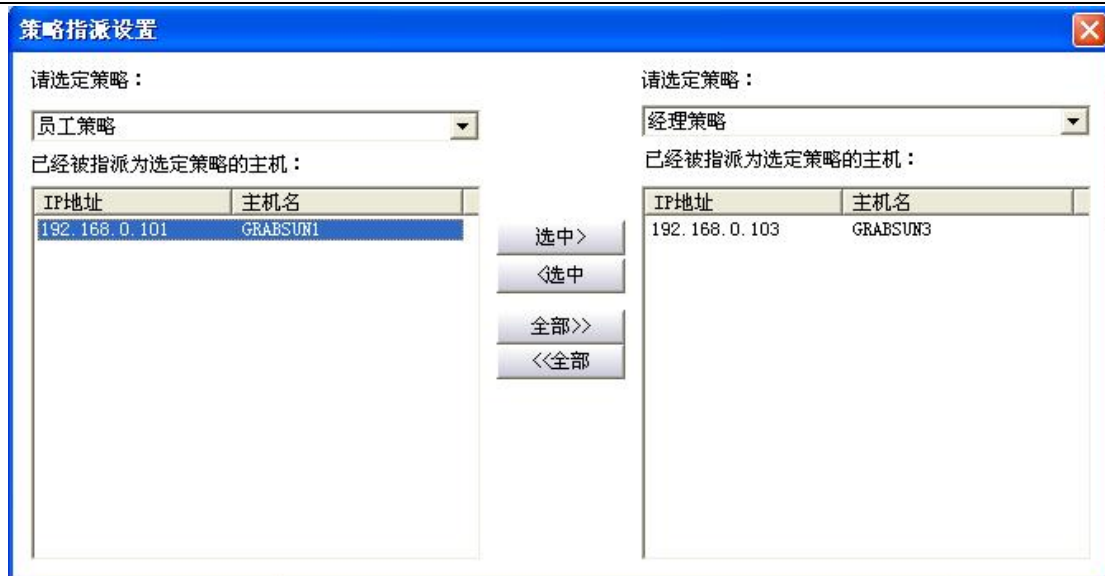 策略指派设置
请选定策略：
员工策略
已经被指派为选定策略的主机：
IP地址 主机名
192.168.0.101 GRABSUN1
选中>
<选中
全部>>
<<全部
请选定策略：
经理策略
已经被指派为选定策略的主机：
IP地址 主机名
192.168.0.103 GRABSUN3